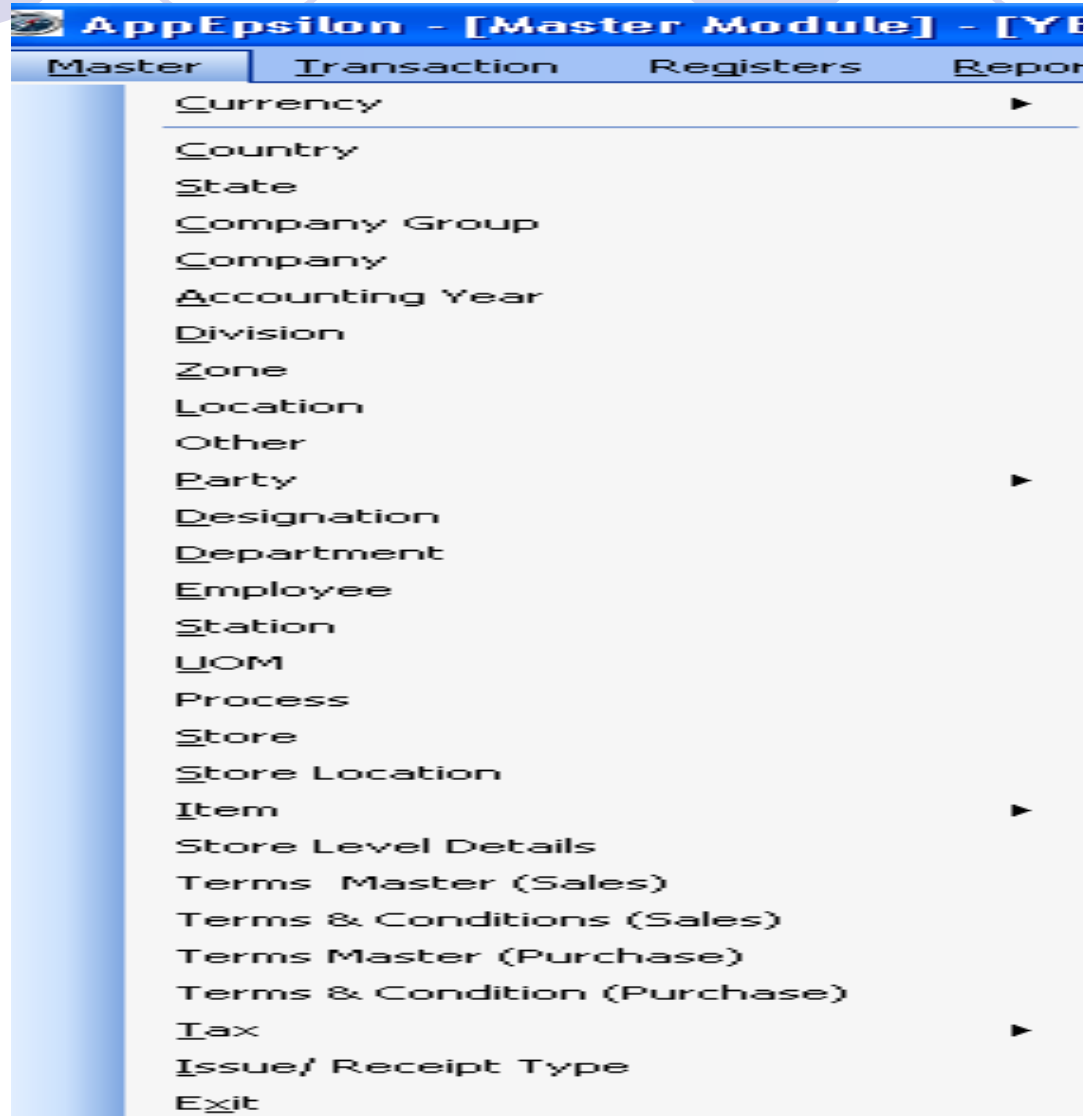 AppEpsilon - [Master Module] - [YE
Master Transaction Registers Repor
Currency
Country
State
Company Group
Company
Accounting Year
Division
Zone
Location
Other
Party
Designation
Department
Employee
Station
UOM
Process
Store
Store Location
Item
Store Level Details
Terms Master (Sales)
Terms & Conditions (Sales)
Terms Master (Purchase)
Terms & Condition (Purchase)
Tax
Issue/ Receipt Type
Exit